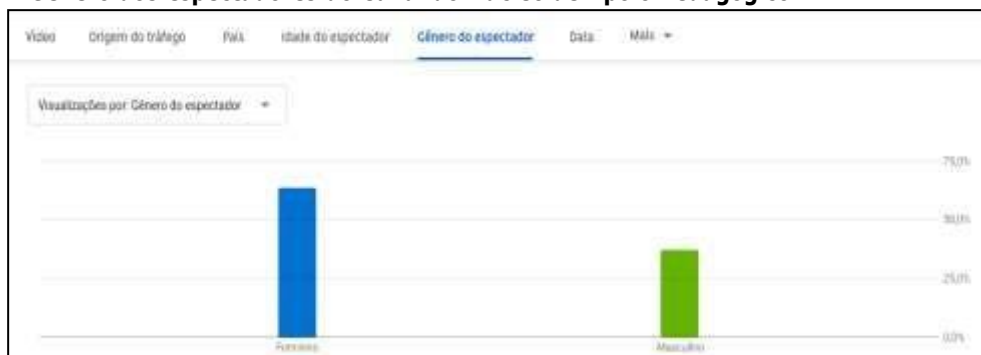 Vídeo Origem do tráfego País Idade do espectador Gênero do espectador Data Mais
Visualizações por Gênero do espectador
75,0%
50,0%
25,0%
0,0%
Feminino Masculino